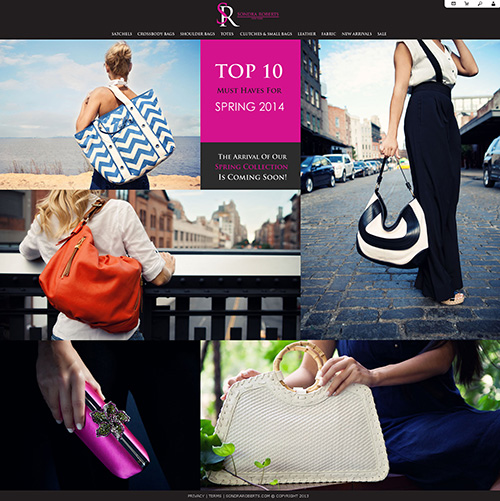 SR SONDRA ROBERTS
SATCHELS CROSSBODY BAGS SHOULDER BAGS TOTES CLUTCHES & SMALL BAGS LEATHER FABRIC NEW ARRIVALS SALE
TOP 10
MUST HAVES FOR
SPRING 2014
THE ARRIVAL OF OUR
SPRING COLLECTION
IS COMING SOON!
PRIVACY | TERMS | SONDRAROBERTS.COM @ COPYRIGHT 2013